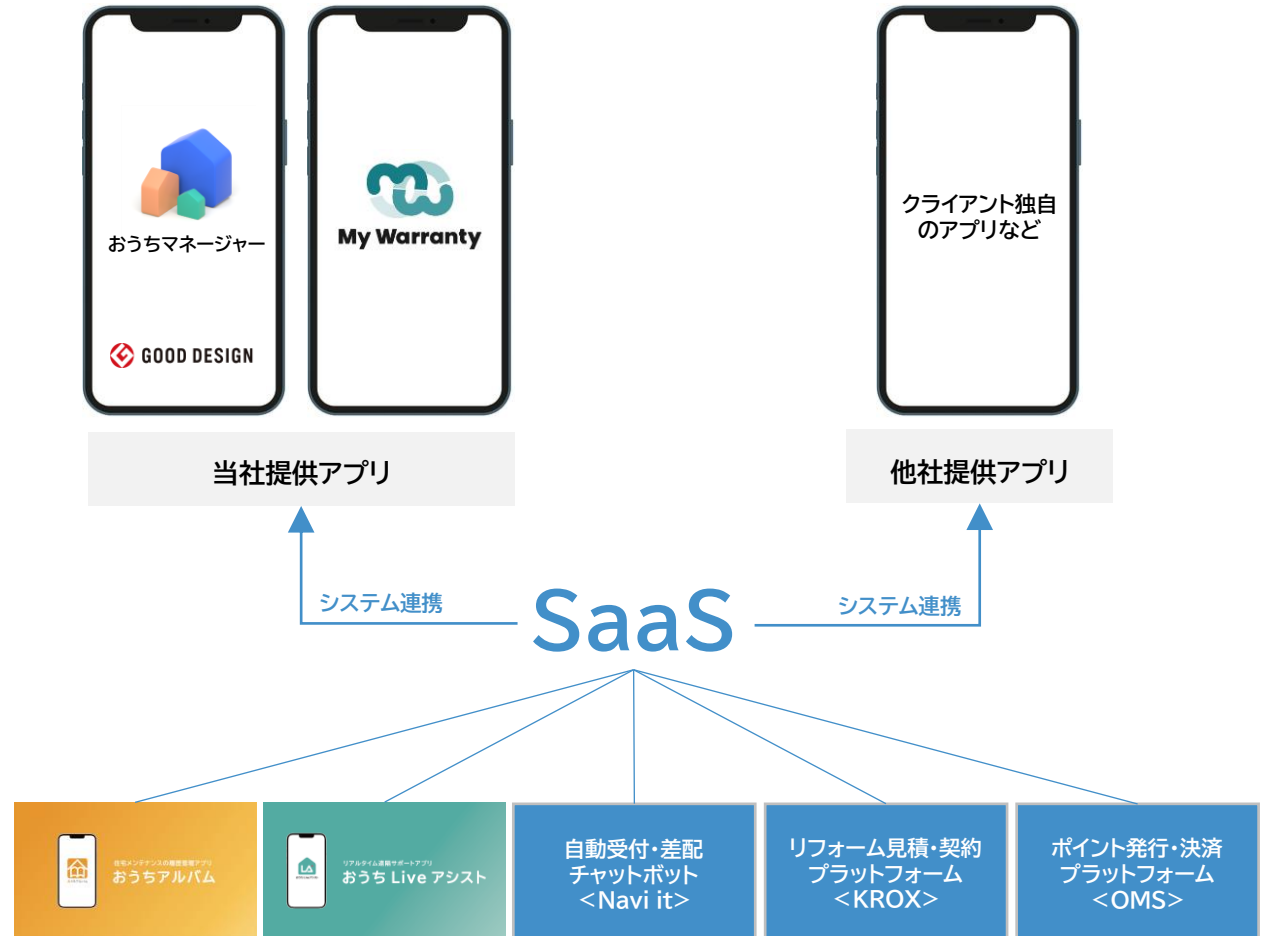 おうちマネージャー
GOOD DESIGN
My Warranty
クライアント独自
のアプリなど
当社提供アプリ
他社提供アプリ
システム連携
SaaS
システム連携
住宅メンテナンスの履歴管理アプリ
おうちアルバム
リアルタイム遠隔サポートアプリ
おうち Live アシスト
LA
自動受付・差配
チャットボット
<Navi it>
リフォーム見積・契約
プラットフォーム
<KROX>
ポイント発行・決済
プラットフォーム
<OMS>